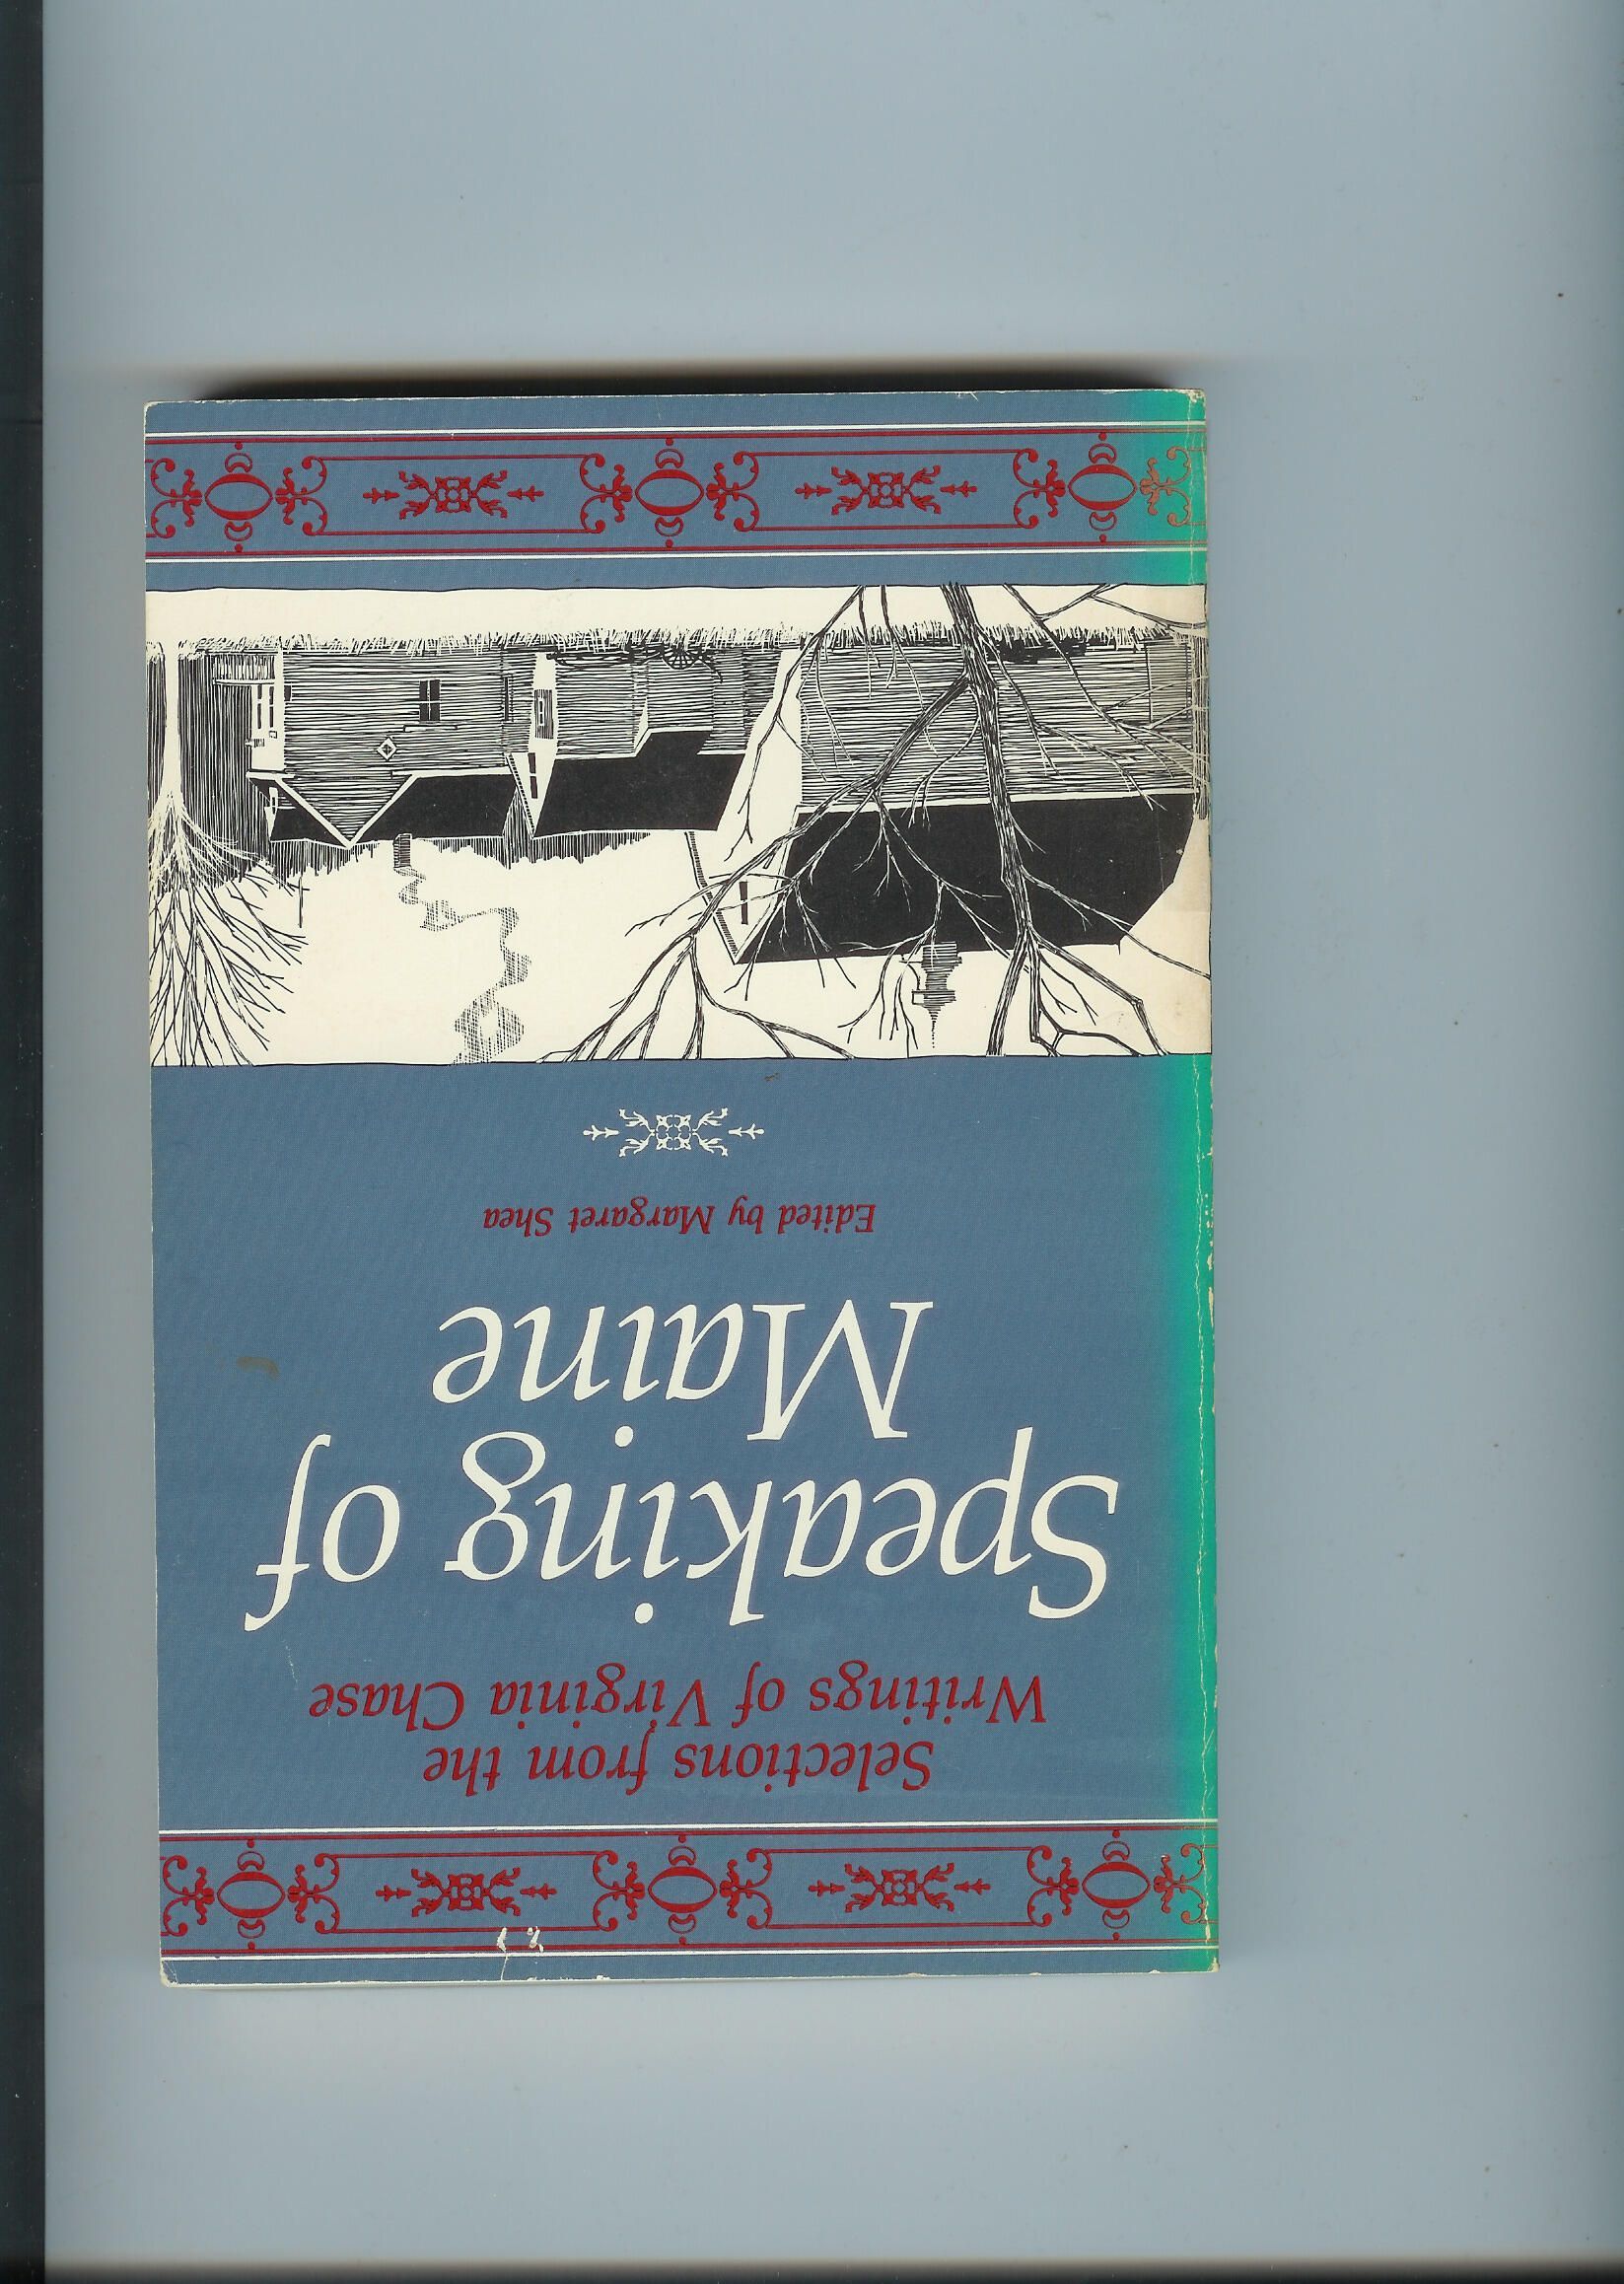 Selections from the
Writings of Virginia Chase
Speaking of
Maine
Edited by Margaret Shea